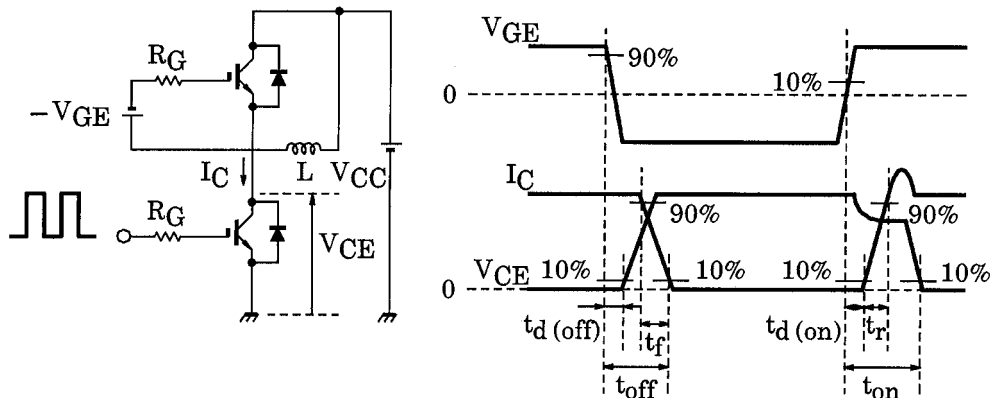 R_G
−V_GE
I_C
L
V_CC
R_G
V_CE
V_GE
90%
10%
0
I_C
90%
90%
V_CE
10%
10%
10%
10%
0
t_d (off)
t_f
t_d (on)
t_r
t_off
t_on